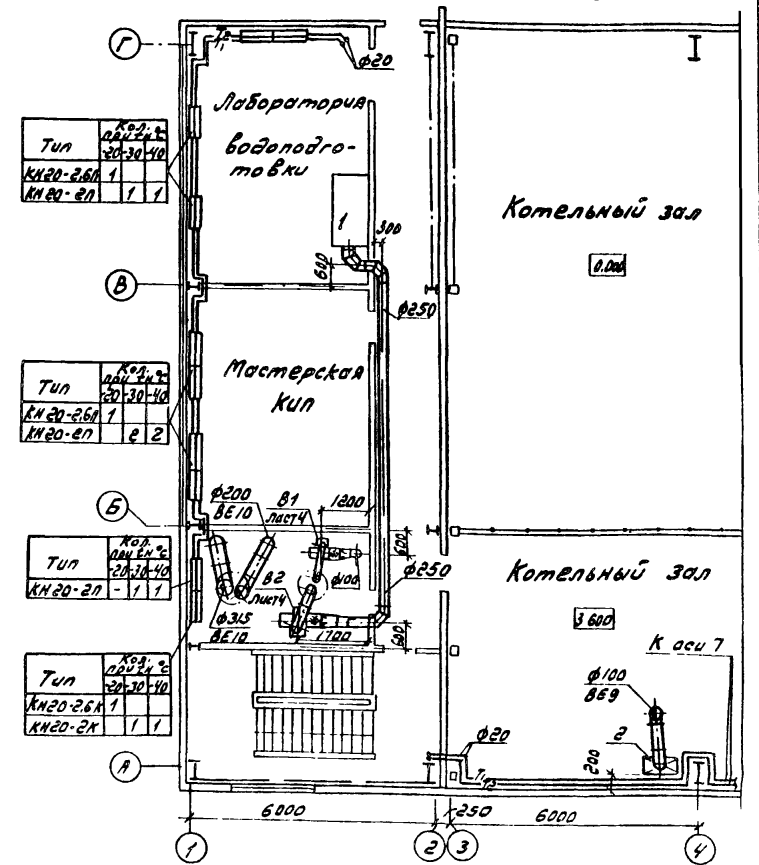 Г
Т2
Т1
ф20
Лаборатория
водоподго-
товки
Тип
Кол.
при tн °С
-20 -30 -40
КН20-2,6п 1
КН20-2п 1 1
1
300
600
Котельный зал
0.000
В
ф250
Мастерская
КИП
Тип
Кол.
при tн °С
-20 -30 -40
КН20-2,6п 1
КН20-2п 2 2
ф200
ВЕ10
В1
лист4
1200
Б
600
Тип
Кол.
при tн °С
-20 -30 -40
КН20-2п - 1 1
В2
лист4
ф100
ф250
Котельный зал
3.600
ф315
ВЕ10
1700
600
К оси 7
Тип
Кол.
при tн °С
-20 -30 -40
КН20-2,6к 1
КН20-2к 1 1
ф100
ВЕ9
2
ф20
200
А
Т1
Т2
6000
250
6000
1
2
3
4